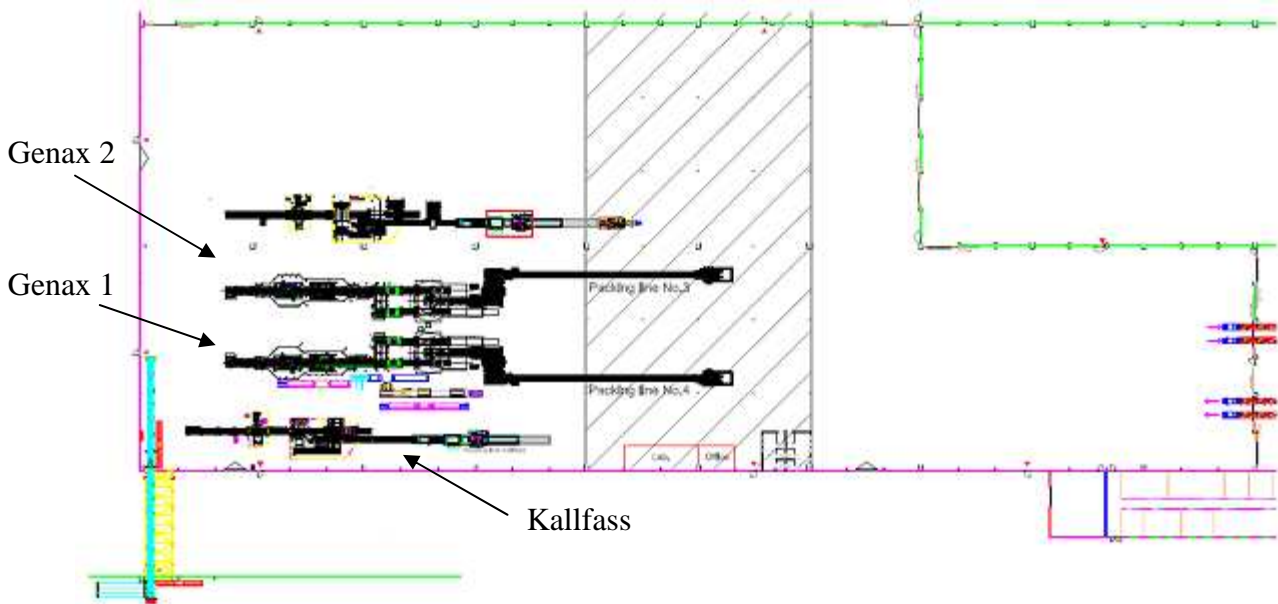 Genax 2
Genax 1
Packing line No.3
Packing line No.4
Office
Kallfass